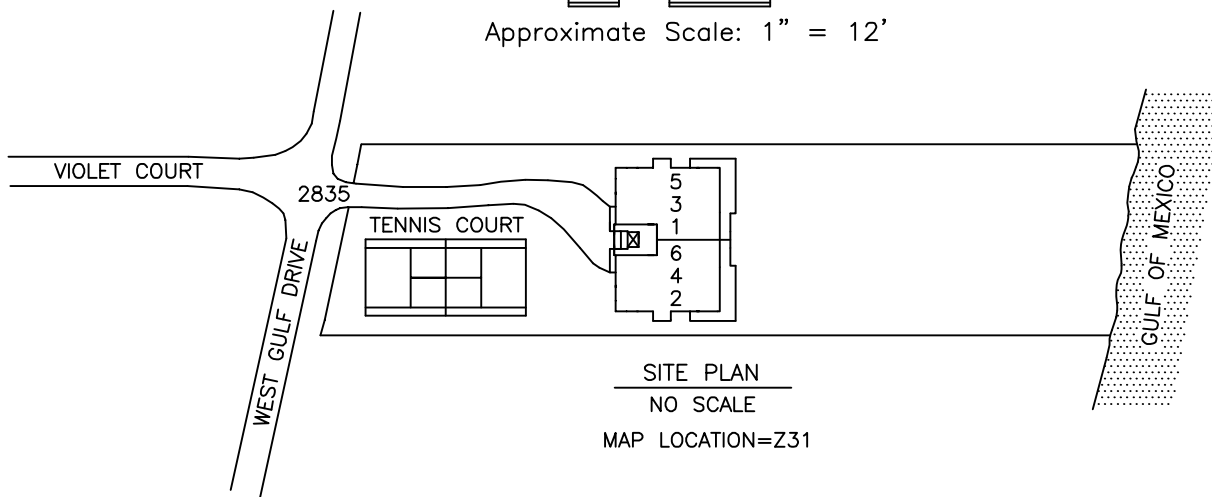 Approximate Scale: 1" = 12'
VIOLET COURT
2835
TENNIS COURT
WEST GULF DRIVE
5
3
1
6
4
2
GULF OF MEXICO
SITE PLAN
NO SCALE
MAP LOCATION=Z31